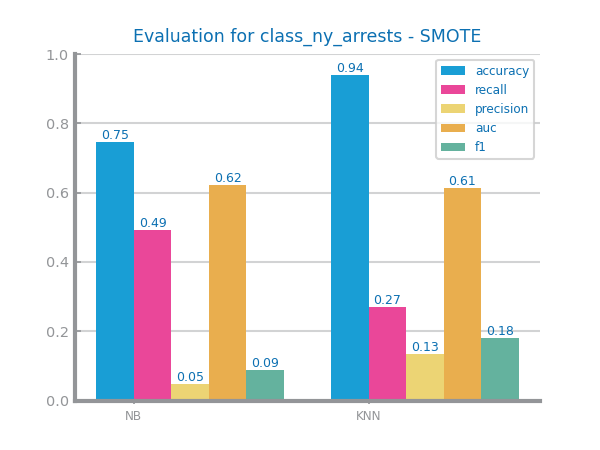 Evaluation for class_ny_arrests - SMOTE
1.0
0.8
0.6
0.4
0.2
0.0
0.75
0.49
0.05
0.62
0.09
0.94
0.27
0.13
0.61
0.18
accuracy
recall
precision
auc
f1
NB
KNN